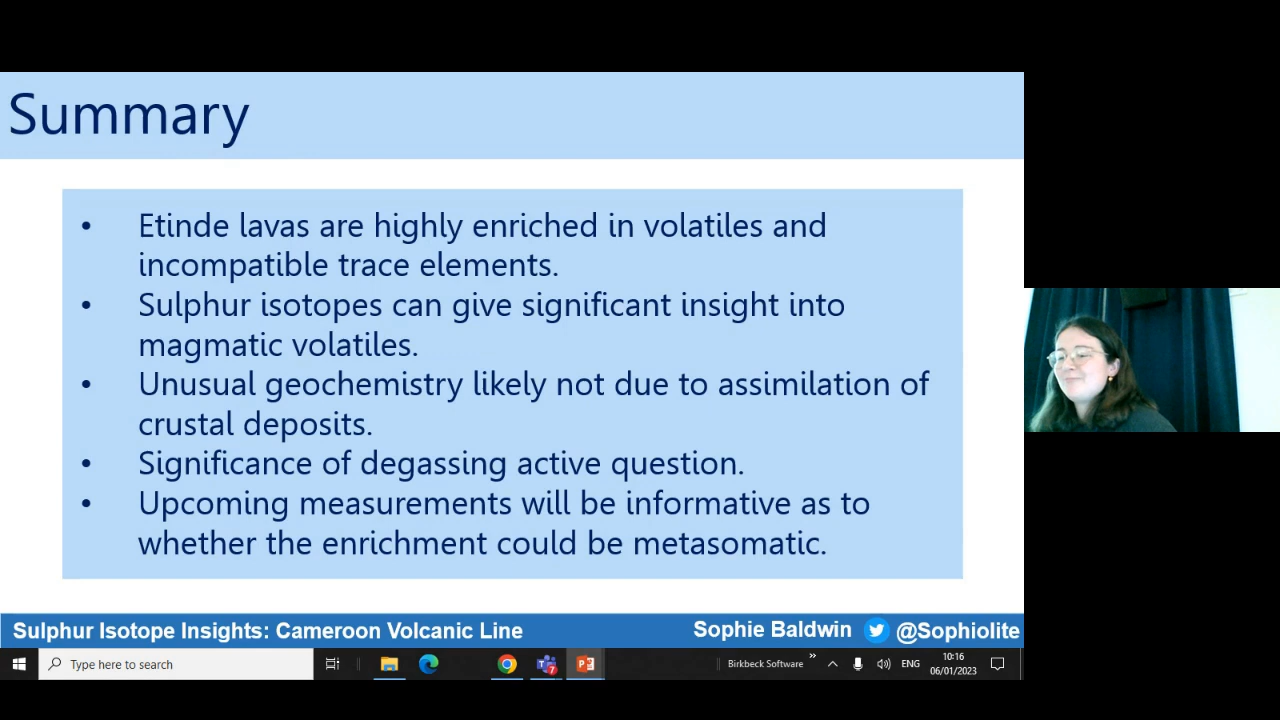 Summary
• Etinde lavas are highly enriched in volatiles and
incompatible trace elements.
• Sulphur isotopes can give significant insight into
magmatic volatiles.
• Unusual geochemistry likely not due to assimilation of
crustal deposits.
• Significance of degassing active question.
• Upcoming measurements will be informative as to
whether the enrichment could be metasomatic.
Sulphur Isotope Insights: Cameroon Volcanic Line
Sophie Baldwin @Sophiolite
Type here to search
7
Birkbeck Software
ENG
10:16
06/01/2023